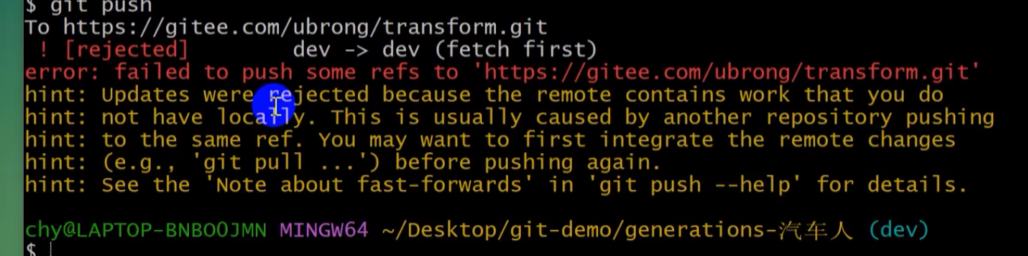 $ git push
To https://gitee.com/ubrong/transform.git
 ! [rejected]        dev -> dev (fetch first)
error: failed to push some refs to 'https://gitee.com/ubrong/transform.git'
hint: Updates were rejected because the remote contains work that you do
hint: not have locally. This is usually caused by another repository pushing
hint: to the same ref. You may want to first integrate the remote changes
hint: (e.g., 'git pull ...') before pushing again.
hint: See the 'Note about fast-forwards' in 'git push --help' for details.
chy@LAPTOP-BNBO0JMN MINGW64 ~/Desktop/git-demo/generations-汽车人 (dev)
$